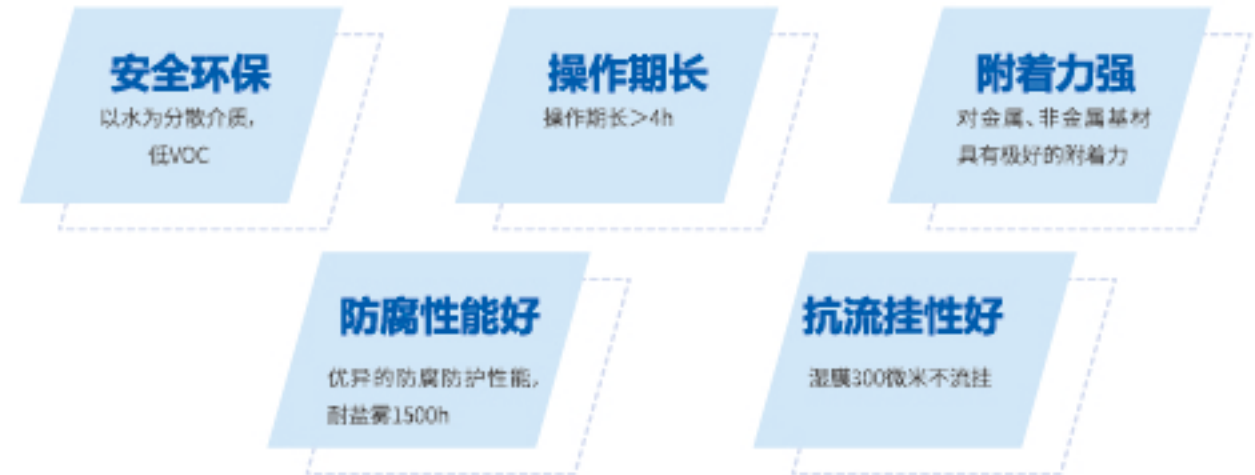 安全环保
以水为分散介质，
低VOC
操作期长
操作期长＞4h
附着力强
对金属、非金属基材
具有极好的附着力
防腐性能好
优异的防腐防护性能，
耐盐雾1500h
抗流挂性好
湿膜300微米不流挂